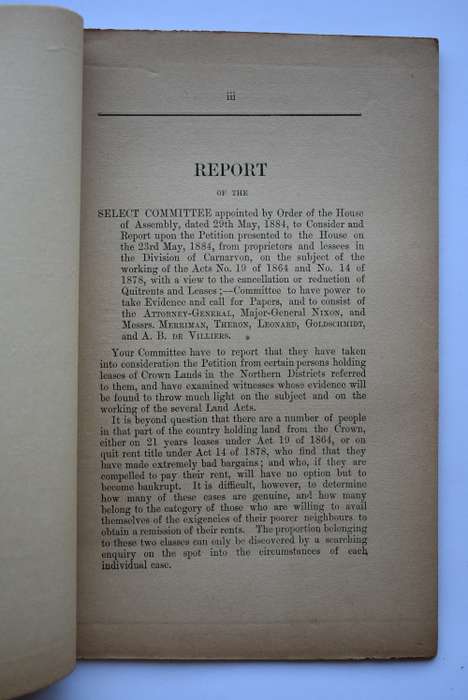 iii
REPORT
OF THE
SELECT COMMITTEE appointed by Order of the House
of Assembly, dated 29th May, 1884, to Consider and
Report upon the Petition presented to the House on
the 23rd May, 1884, from proprietors and lessees in
the Division of Carnarvon, on the subject of the
working of the Acts No. 19 of 1864 and No. 14 of
1878, with a view to the cancellation or reduction of
Quitrents and Leases;—Committee to have power to
take Evidence and call for Papers, and to consist of
the ATTORNEY-GENERAL, Major-General NIXON, and
Messrs. MERRIMAN, THERON, LEONARD, GOLDSCHMIDT,
and A. B. DE VILLIERS.
Your Committee have to report that they have taken
into consideration the Petition from certain persons holding
leases of Crown Lands in the Northern Districts referred
to them, and have examined witnesses whose evidence will
be found to throw much light on the subject and on the
working of the several Land Acts.
It is beyond question that there are a number of people
in that part of the country holding land from the Crown,
either on 21 years leases under Act 19 of 1864, or on
quit rent title under Act 14 of 1878, who find that they
have made extremely bad bargains; and who, if they are
compelled to pay their rent, will have no option but to
become bankrupt. It is difficult, however, to determine
how many of these cases are genuine, and how many
belong to the category of those who are willing to avail
themselves of the exigencies of their poorer neighbours to
obtain a remission of their rents. The proportion belonging
to these two classes can only be discovered by a searching
enquiry on the spot into the circumstances of each
individual case.